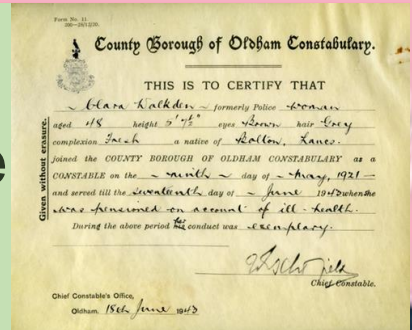 Form No. 11
County Borough of Oldham Constabulary.
THIS IS TO CERTIFY THAT
Clara Walkden formerly Police woman
aged 48 height 5' 7½" eyes Brown hair Grey
complexion Fresh a native of Bolton, Lancs.
joined the COUNTY BOROUGH OF OLDHAM CONSTABULARY as a
CONSTABLE on the ninth day of May, 1921
and served till the seventeenth day of June 1943 when she
was pensioned on account of ill-health.
During the above period her conduct was exemplary.
Chief Constable.
Chief Constable's Office,
Oldham, 18th June 1943
Given without erasure.
e